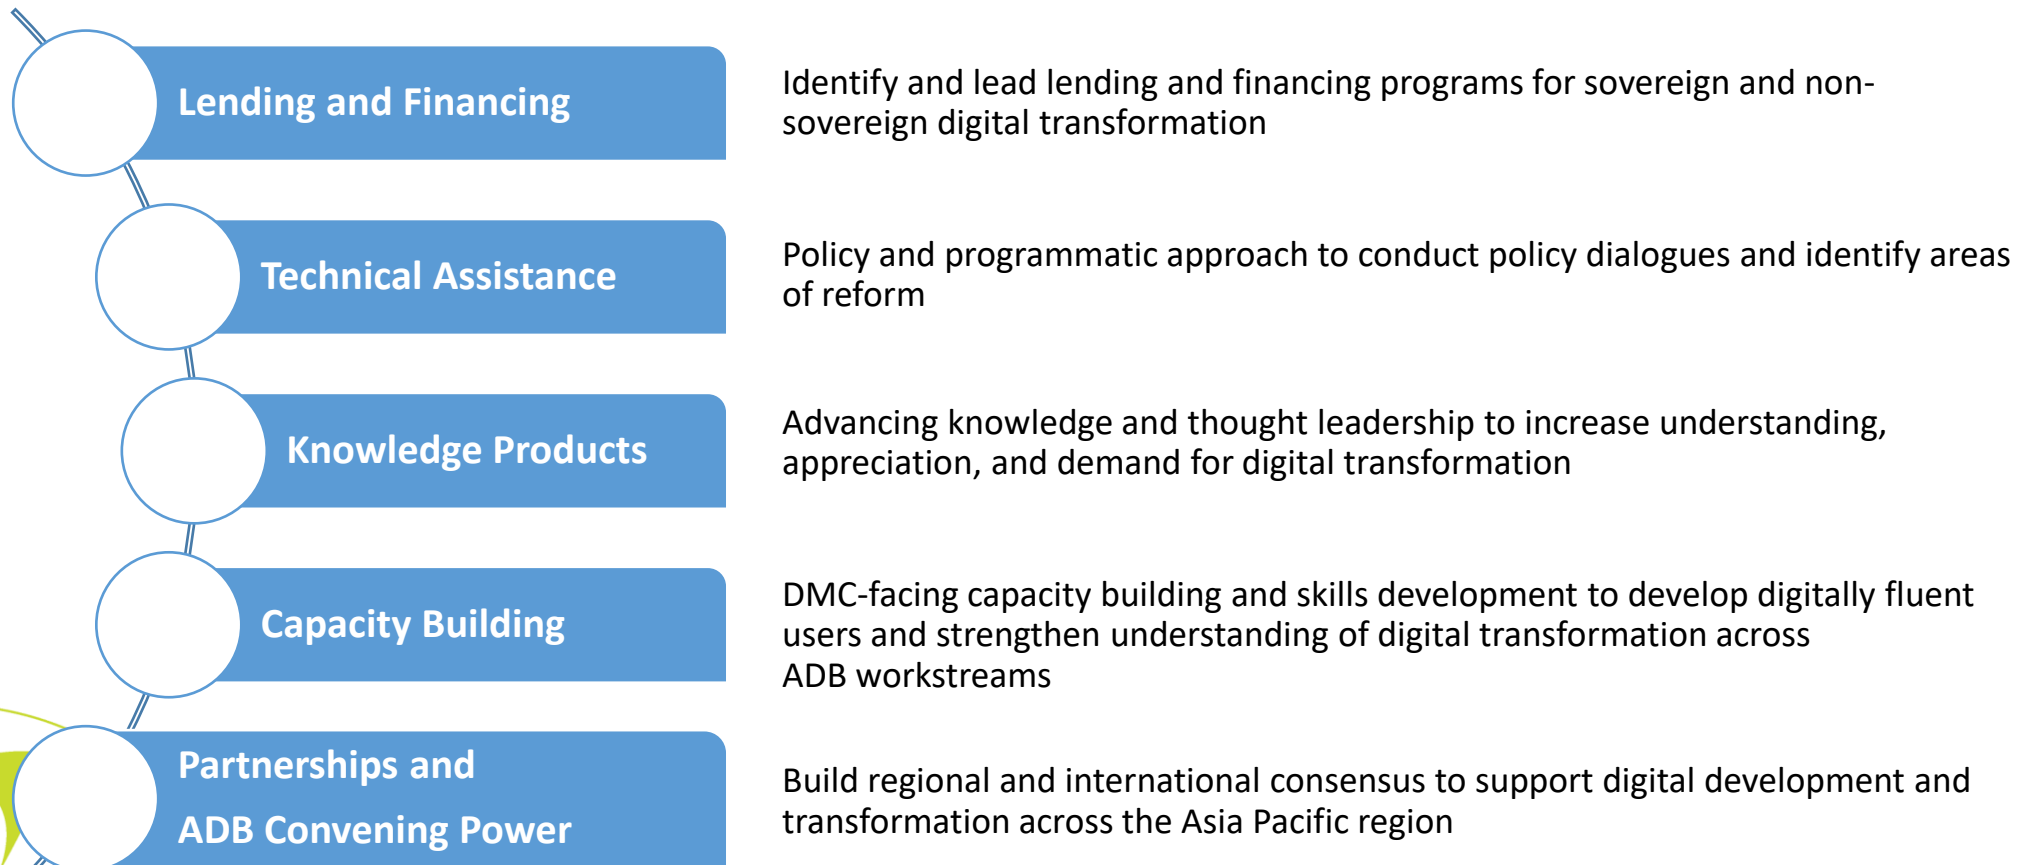 Lending and Financing
Identify and lead lending and financing programs for sovereign and non-
sovereign digital transformation
Technical Assistance
Policy and programmatic approach to conduct policy dialogues and identify areas
of reform
Knowledge Products
Advancing knowledge and thought leadership to increase understanding,
appreciation, and demand for digital transformation
Capacity Building
DMC-facing capacity building and skills development to develop digitally fluent
users and strengthen understanding of digital transformation across
ADB workstreams
Partnerships and
ADB Convening Power
Build regional and international consensus to support digital development and
transformation across the Asia Pacific region